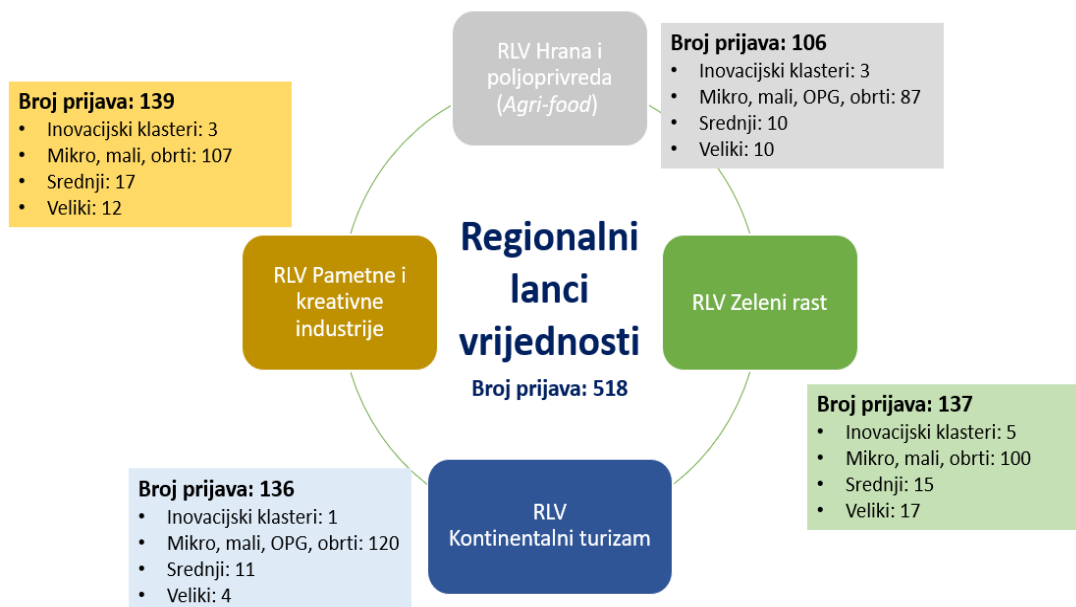 RLV Hrana i
poljoprivreda
(Agri-food)
Broj prijava: 106
• Inovacijski klasteri: 3
• Mikro, mali, OPG, obrti: 87
• Srednji: 10
• Veliki: 10
Broj prijava: 139
• Inovacijski klasteri: 3
• Mikro, mali, obrti: 107
• Srednji: 17
• Veliki: 12
Regionalni
lanci
vrijednosti
Broj prijava: 518
RLV Pametne i
kreativne
industrije
RLV Zeleni rast
Broj prijava: 137
• Inovacijski klasteri: 5
• Mikro, mali, obrti: 100
• Srednji: 15
• Veliki: 17
Broj prijava: 136
• Inovacijski klasteri: 1
• Mikro, mali, OPG, obrti: 120
• Srednji: 11
• Veliki: 4
RLV
Kontinentalni turizam